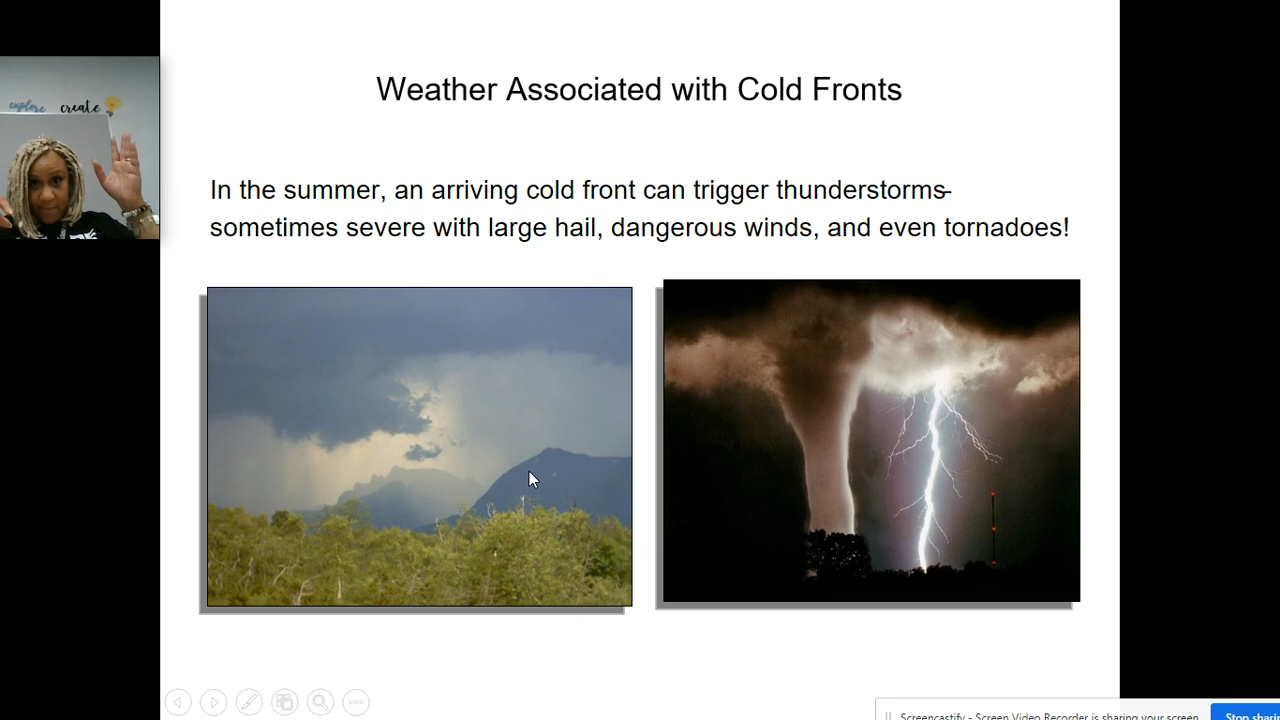 explore create
Weather Associated with Cold Fronts
In the summer, an arriving cold front can trigger thunderstorms-
sometimes severe with large hail, dangerous winds, and even tornadoes!
Screencastify - Screen Video Recorder is sharing your screen.
Stop shari